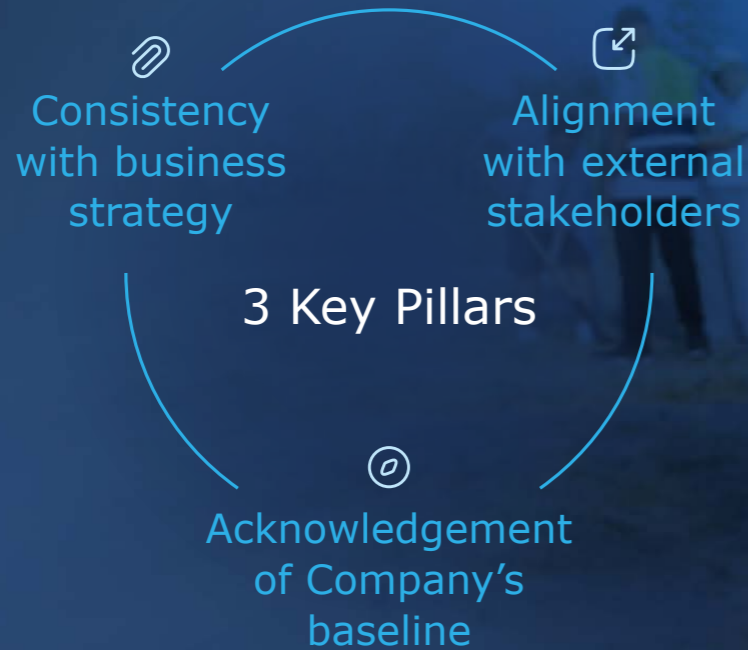 Consistency
with business
strategy
Alignment
with external
stakeholders
3 Key Pillars
Acknowledgement
of Company’s
baseline